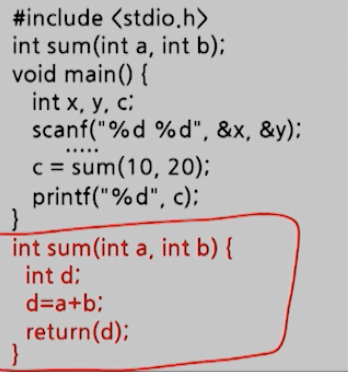 #include <stdio.h>
int sum(int a, int b);
void main() {
int x, y, c;
scanf("%d %d", &x, &y);
.....
c = sum(10, 20);
printf("%d", c);
}
int sum(int a, int b) {
int d;
d=a+b;
return(d);
}